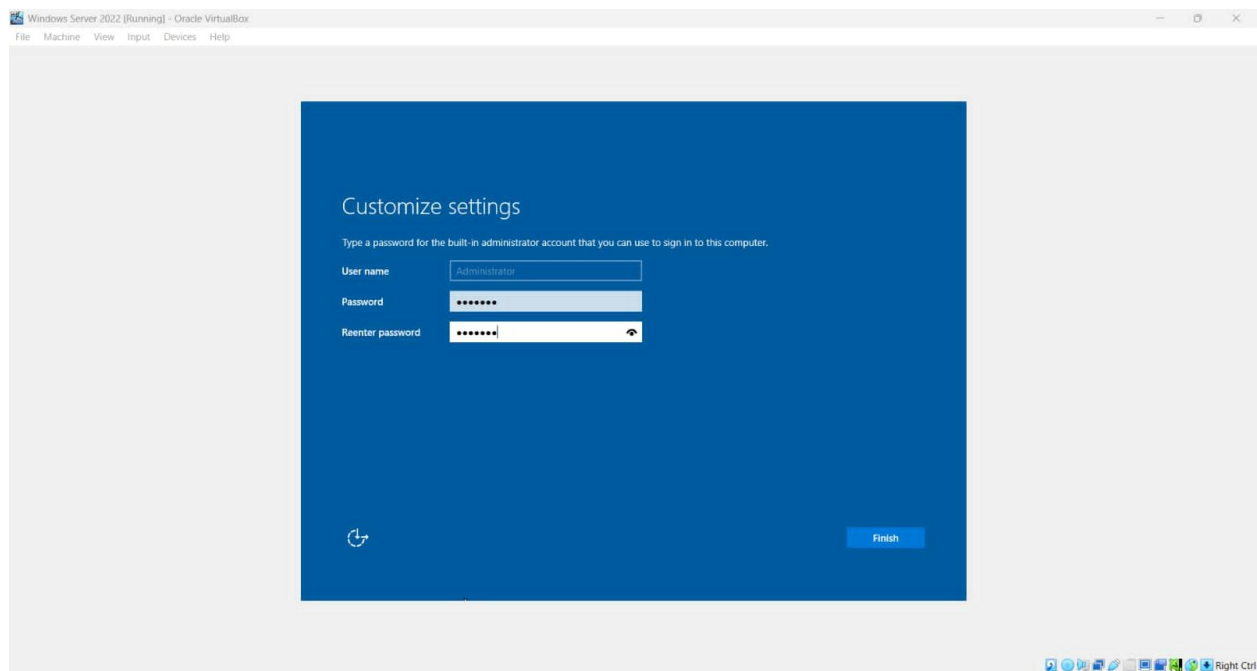 Windows Server 2022 [Running] - Oracle VirtualBox
File Machine View Input Devices Help
Customize settings
Type a password for the built-in administrator account that you can use to sign in to this computer.
User name Administrator
Password •••••••
Reenter password •••••••
Finish
Right Ctrl